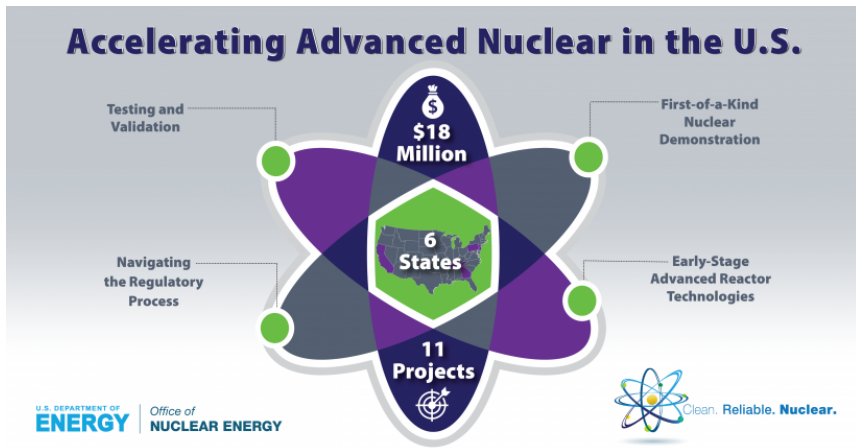 Accelerating Advanced Nuclear in the U.S.
Testing and
Validation
$
$18
Million
First-of-a-Kind
Nuclear
Demonstration
6
States
Navigating
the Regulatory
Process
Early-Stage
Advanced Reactor
Technologies
11
Projects
U.S. DEPARTMENT OF
ENERGY
Office of
NUCLEAR ENERGY
Clean. Reliable. Nuclear.